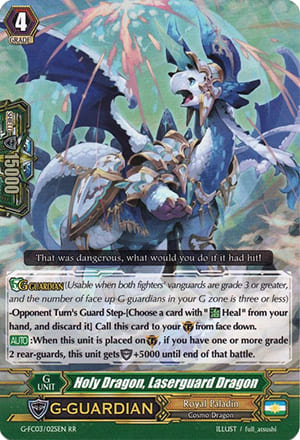 4
GRADE
15000
SHIELD
That was dangerous, what would you do if it had hit!
G GUARDIAN (Usable when both fighters' vanguards are grade 3 or greater,
and the number of face up G guardians in your G zone is three or less)
-Opponent Turn's Guard Step-[Choose a card with "Heal" from your
hand, and discard it] Call this card to your from face down.
AUTO:When this unit is placed on, if you have one or more grade
2 rear-guards, this unit gets +5000 until end of that battle.
G
UNIT
Holy Dragon, Laserguard Dragon
G-GUARDIAN
Royal Paladin
Cosmo Dragon
G-FC03/025EN RR
ILLUST / full_atsushi